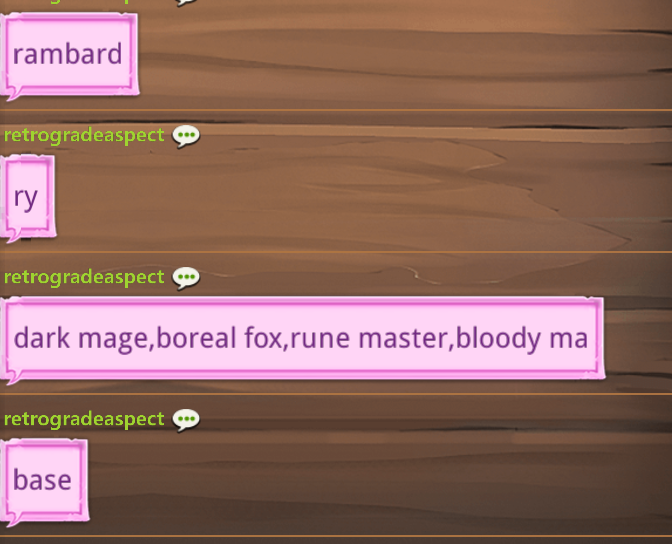 rambard
retrogradeaspect
ry
retrogradeaspect
dark mage,boreal fox,rune master,bloody ma
retrogradeaspect
base